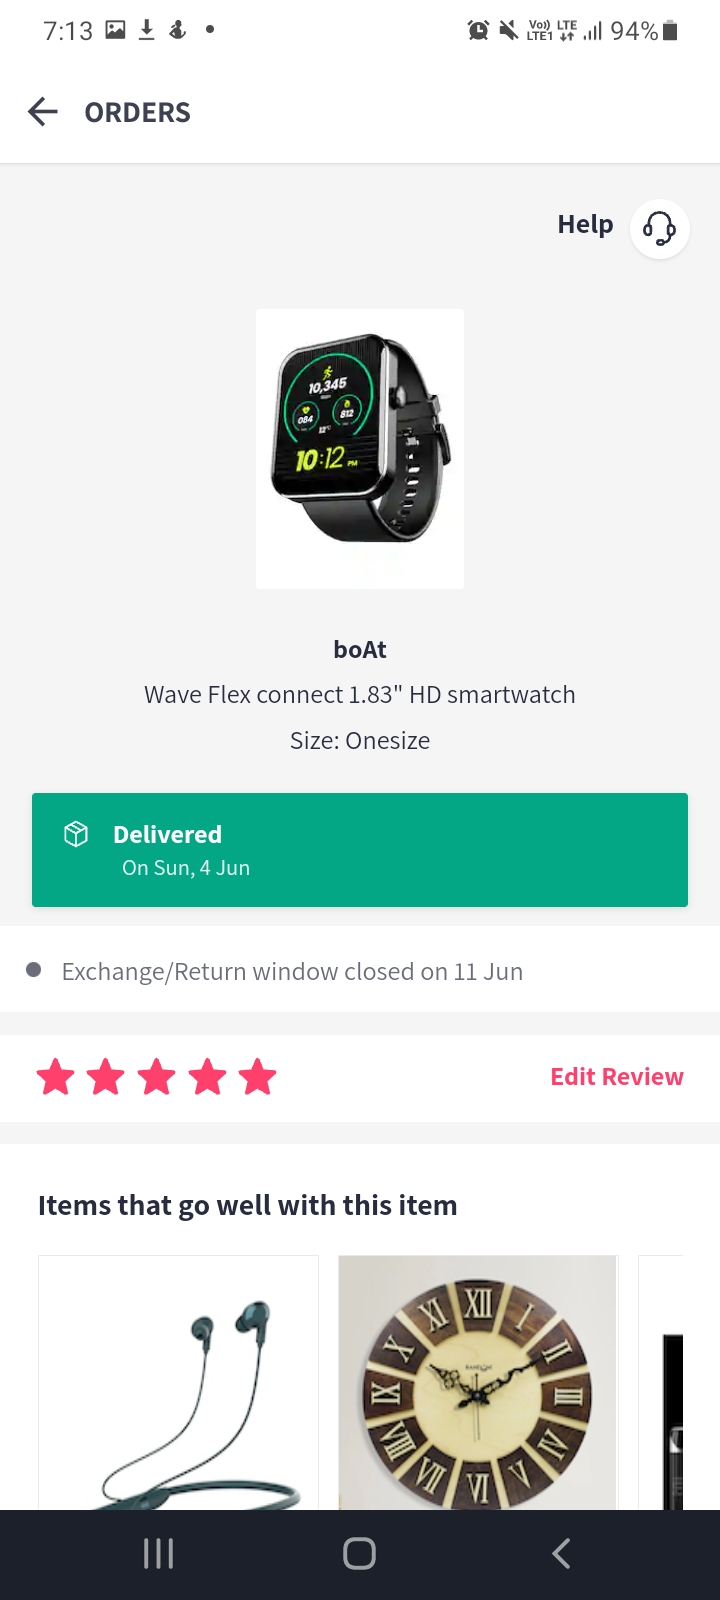 7:13
Vo)) LTE
LTE1
94%
ORDERS
Help
10,345
084
812
12°C
10:12 PM
boAt
Wave Flex connect 1.83" HD smartwatch
Size: Onesize
Delivered
On Sun, 4 Jun
Exchange/Return window closed on 11 Jun
Edit Review
Items that go well with this item
XII
I
II
III
IV
V
VI
VII
VIII
IX
X
XI